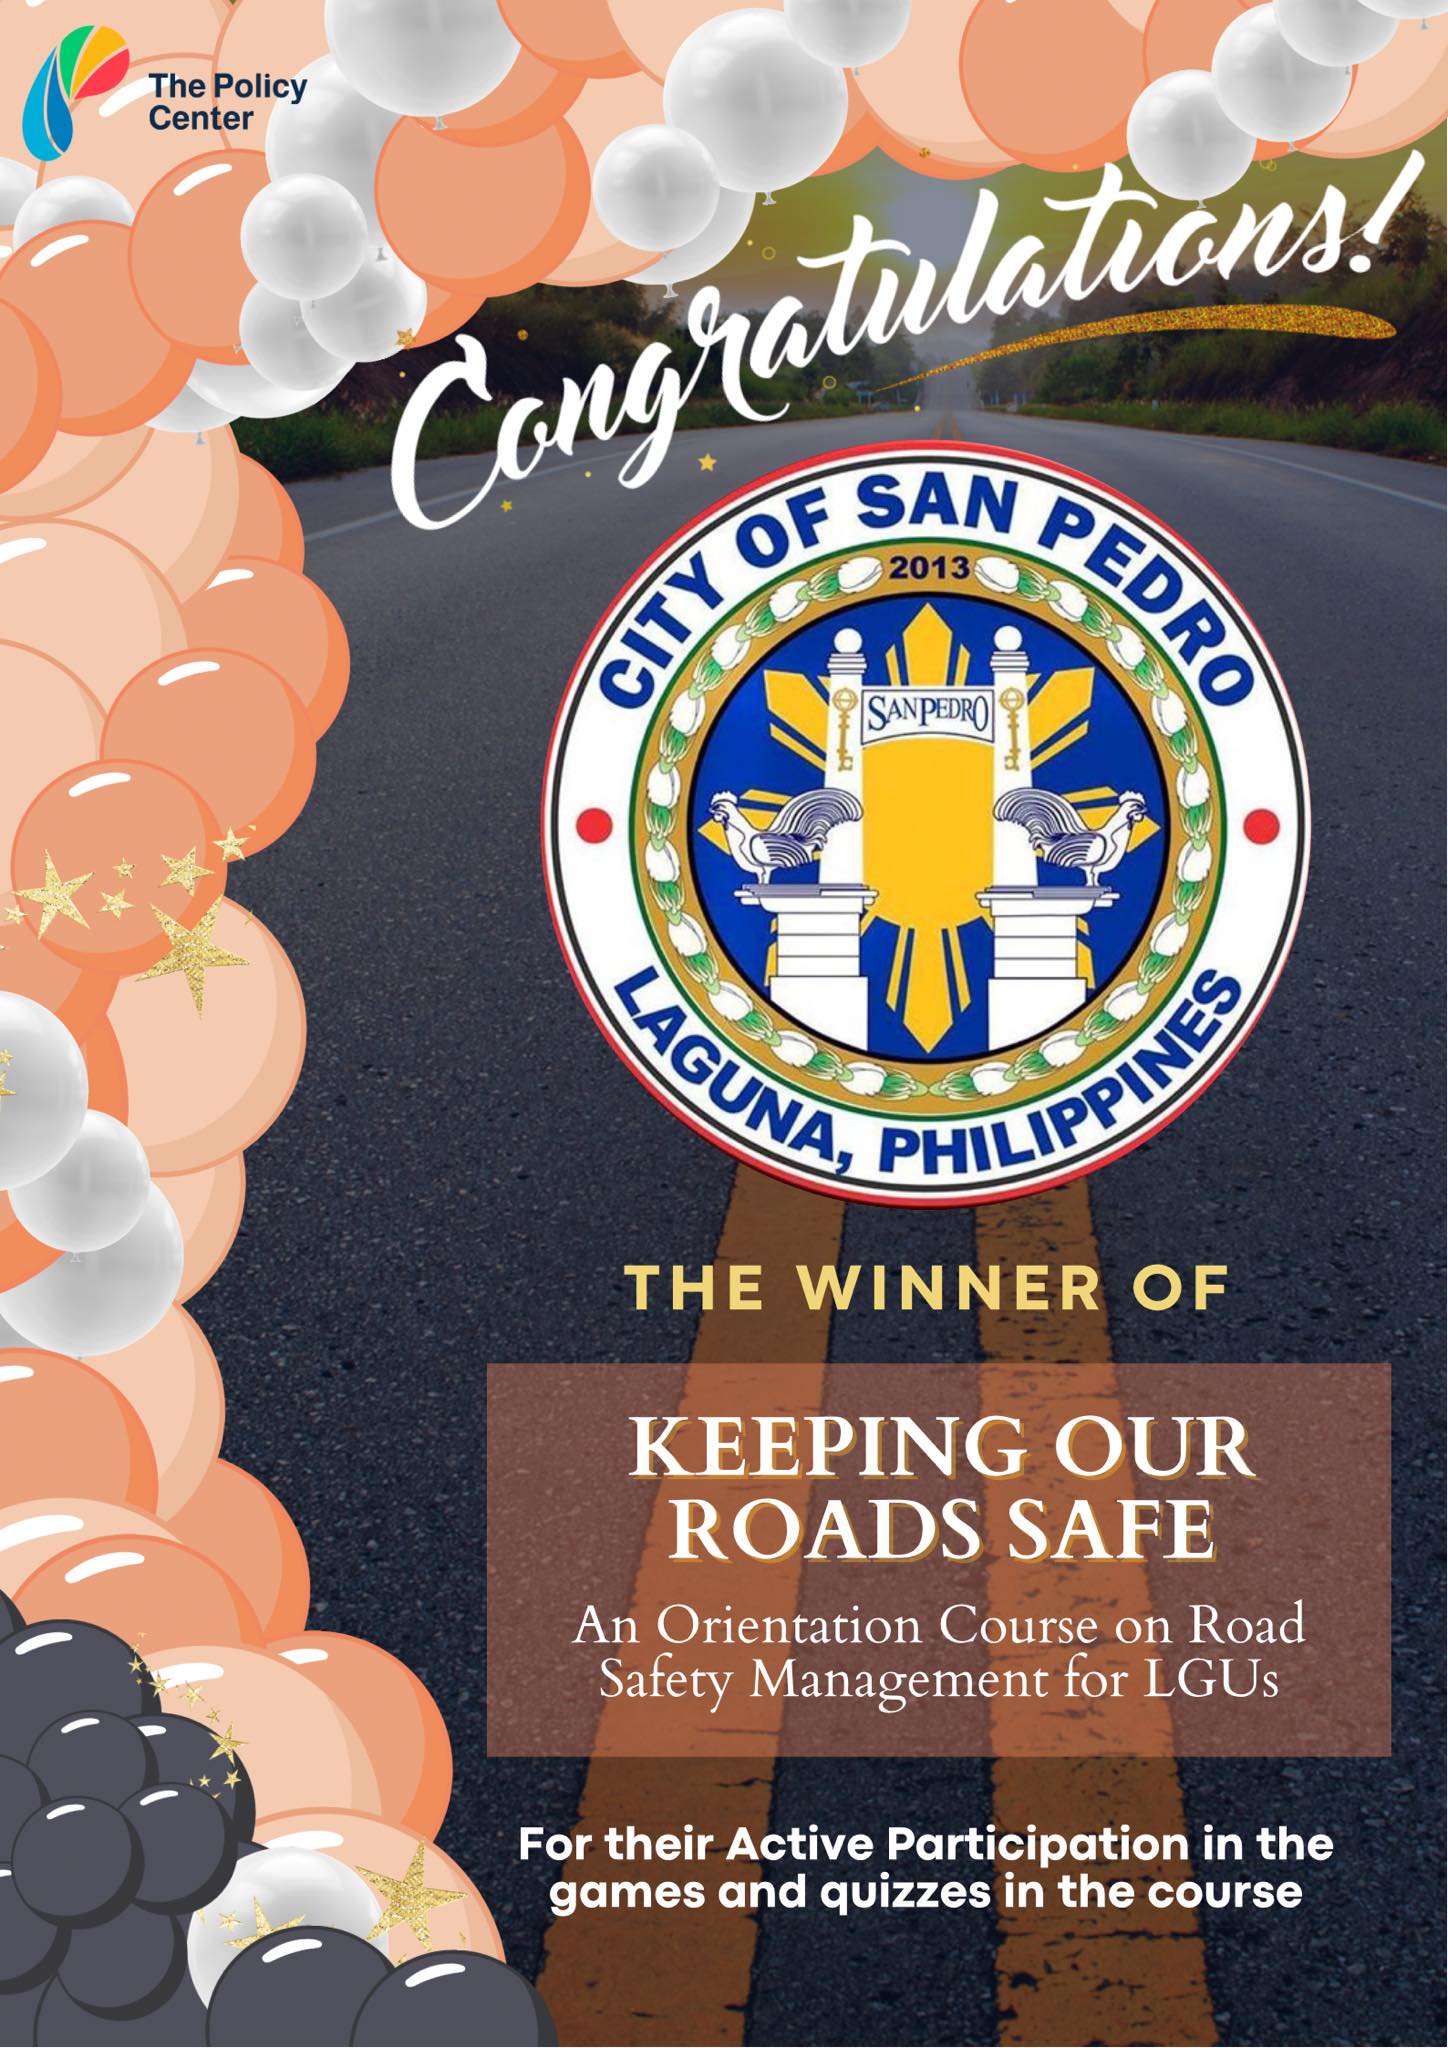 The Policy
Center
Congratulations!
CITY OF SAN PEDRO
2013
SAN PEDRO
LAGUNA, PHILIPPINES
THE WINNER OF
KEEPING OUR
ROADS SAFE
An Orientation Course on Road
Safety Management for LGUs
For their Active Participation in the
games and quizzes in the course